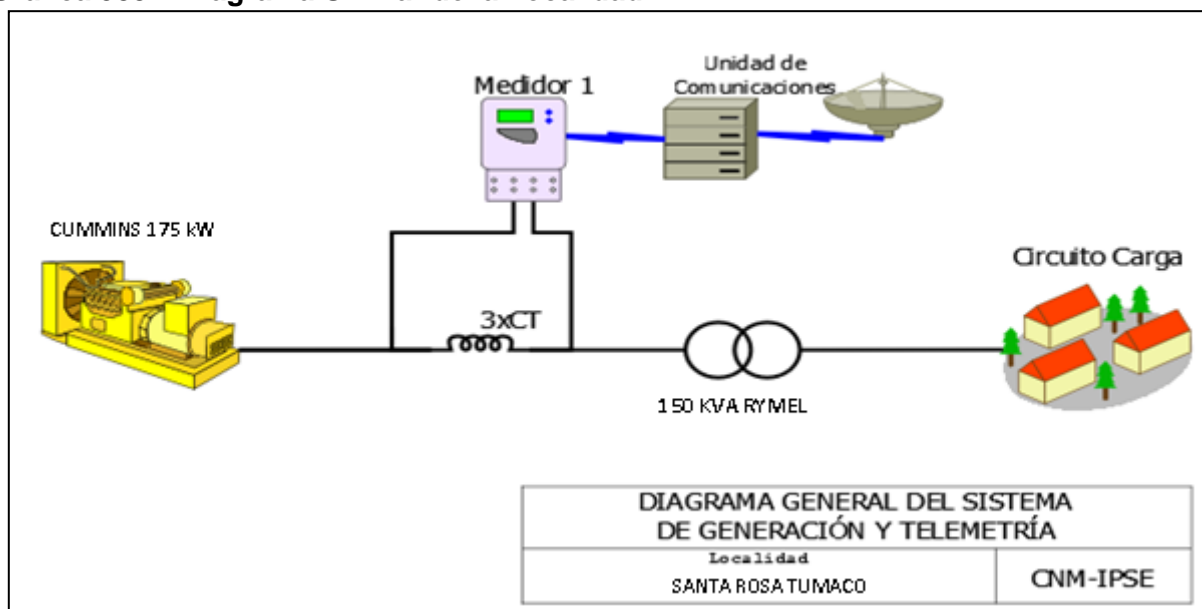 Medidor 1
Unidad de
Comunicaciones
CUMMINS 175 kW
3xCT
Circuito Carga
150 KVA RYMEL
DIAGRAMA GENERAL DEL SISTEMA
DE GENERACIÓN Y TELEMETRÍA
Localidad
SANTA ROSA TUMACO
CNM-IPSE